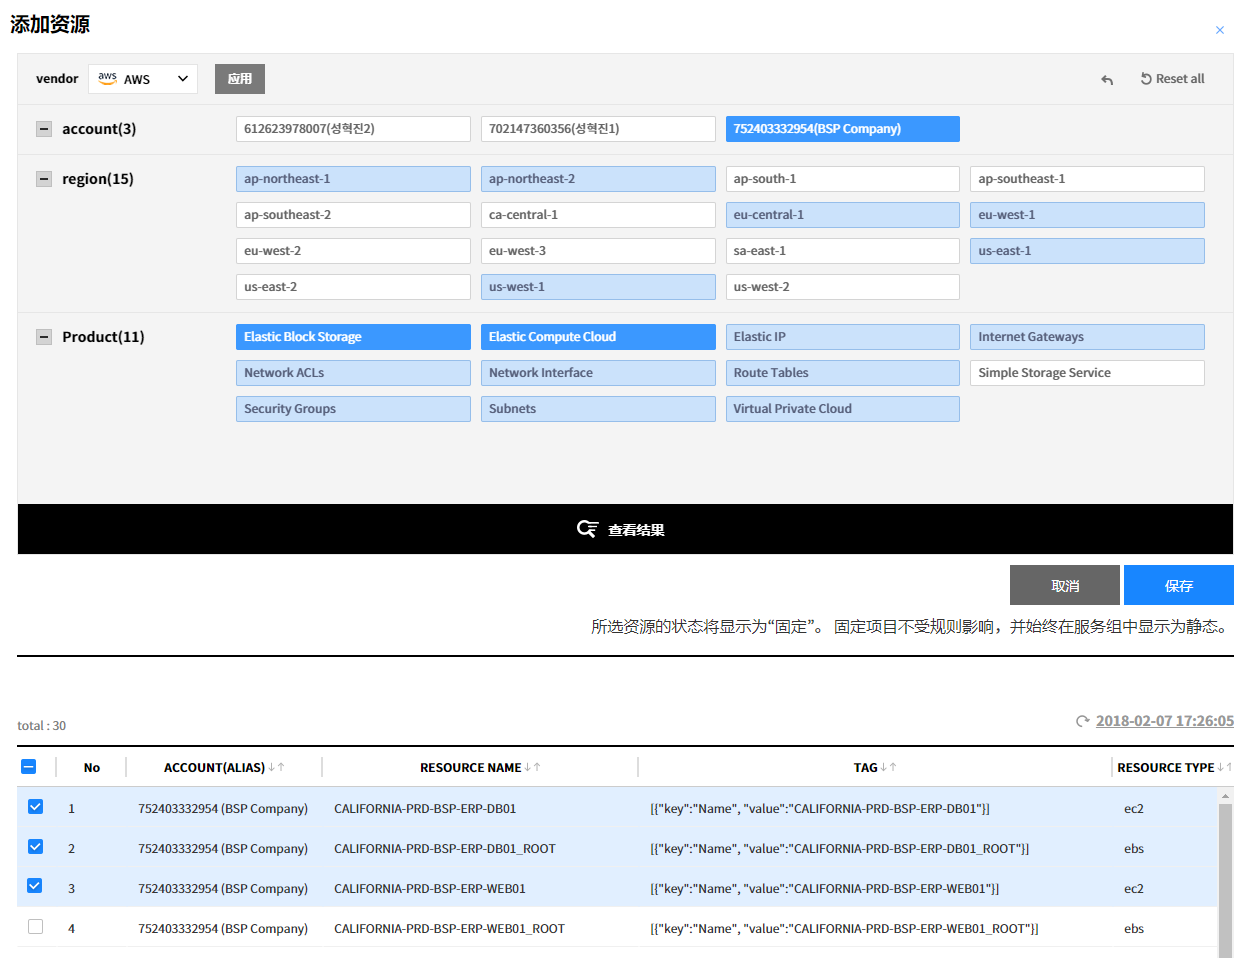 添加资源
×
vendor aws AWS 应用 Reset all
account(3) 612623978007(성혁진2) 702147360356(성혁진1) 752403332954(BSP Company)
region(15) ap-northeast-1 ap-northeast-2 ap-south-1 ap-southeast-1
ap-southeast-2 ca-central-1 eu-central-1 eu-west-1
eu-west-2 eu-west-3 sa-east-1 us-east-1
us-east-2 us-west-1 us-west-2
Product(11) Elastic Block Storage Elastic Compute Cloud Elastic IP Internet Gateways
Network ACLs Network Interface Route Tables Simple Storage Service
Security Groups Subnets Virtual Private Cloud
查看结果
取消 保存
所选资源的状态将显示为“固定”。 固定项目不受规则影响，并始终在服务组中显示为静态。
total : 30 2018-02-07 17:26:05
No ACCOUNT(ALIAS)↓↑ RESOURCE NAME↓↑ TAG↓↑ RESOURCE TYPE↓↑
1 752403332954 (BSP Company) CALIFORNIA-PRD-BSP-ERP-DB01 [{"key":"Name", "value":"CALIFORNIA-PRD-BSP-ERP-DB01"}] ec2
2 752403332954 (BSP Company) CALIFORNIA-PRD-BSP-ERP-DB01_ROOT [{"key":"Name", "value":"CALIFORNIA-PRD-BSP-ERP-DB01_ROOT"}] ebs
3 752403332954 (BSP Company) CALIFORNIA-PRD-BSP-ERP-WEB01 [{"key":"Name", "value":"CALIFORNIA-PRD-BSP-ERP-WEB01"}] ec2
4 752403332954 (BSP Company) CALIFORNIA-PRD-BSP-ERP-WEB01_ROOT [{"key":"Name", "value":"CALIFORNIA-PRD-BSP-ERP-WEB01_ROOT"}] ebs